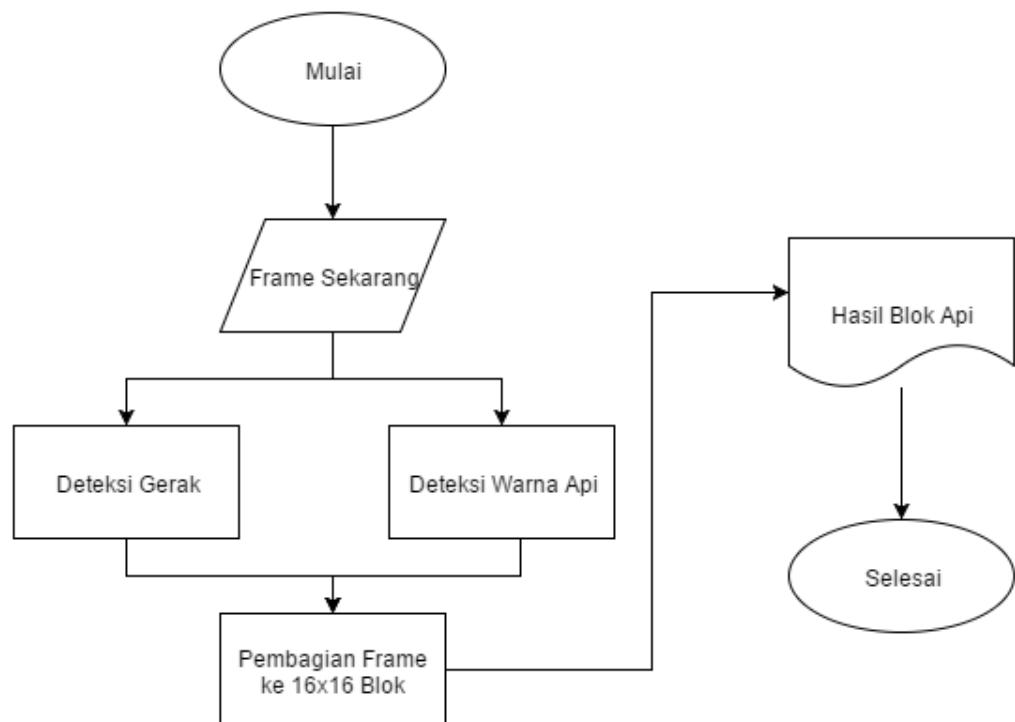 Mulai
Frame Sekarang
Deteksi Gerak
Deteksi Warna Api
Pembagian Frame
ke 16x16 Blok
Hasil Blok Api
Selesai